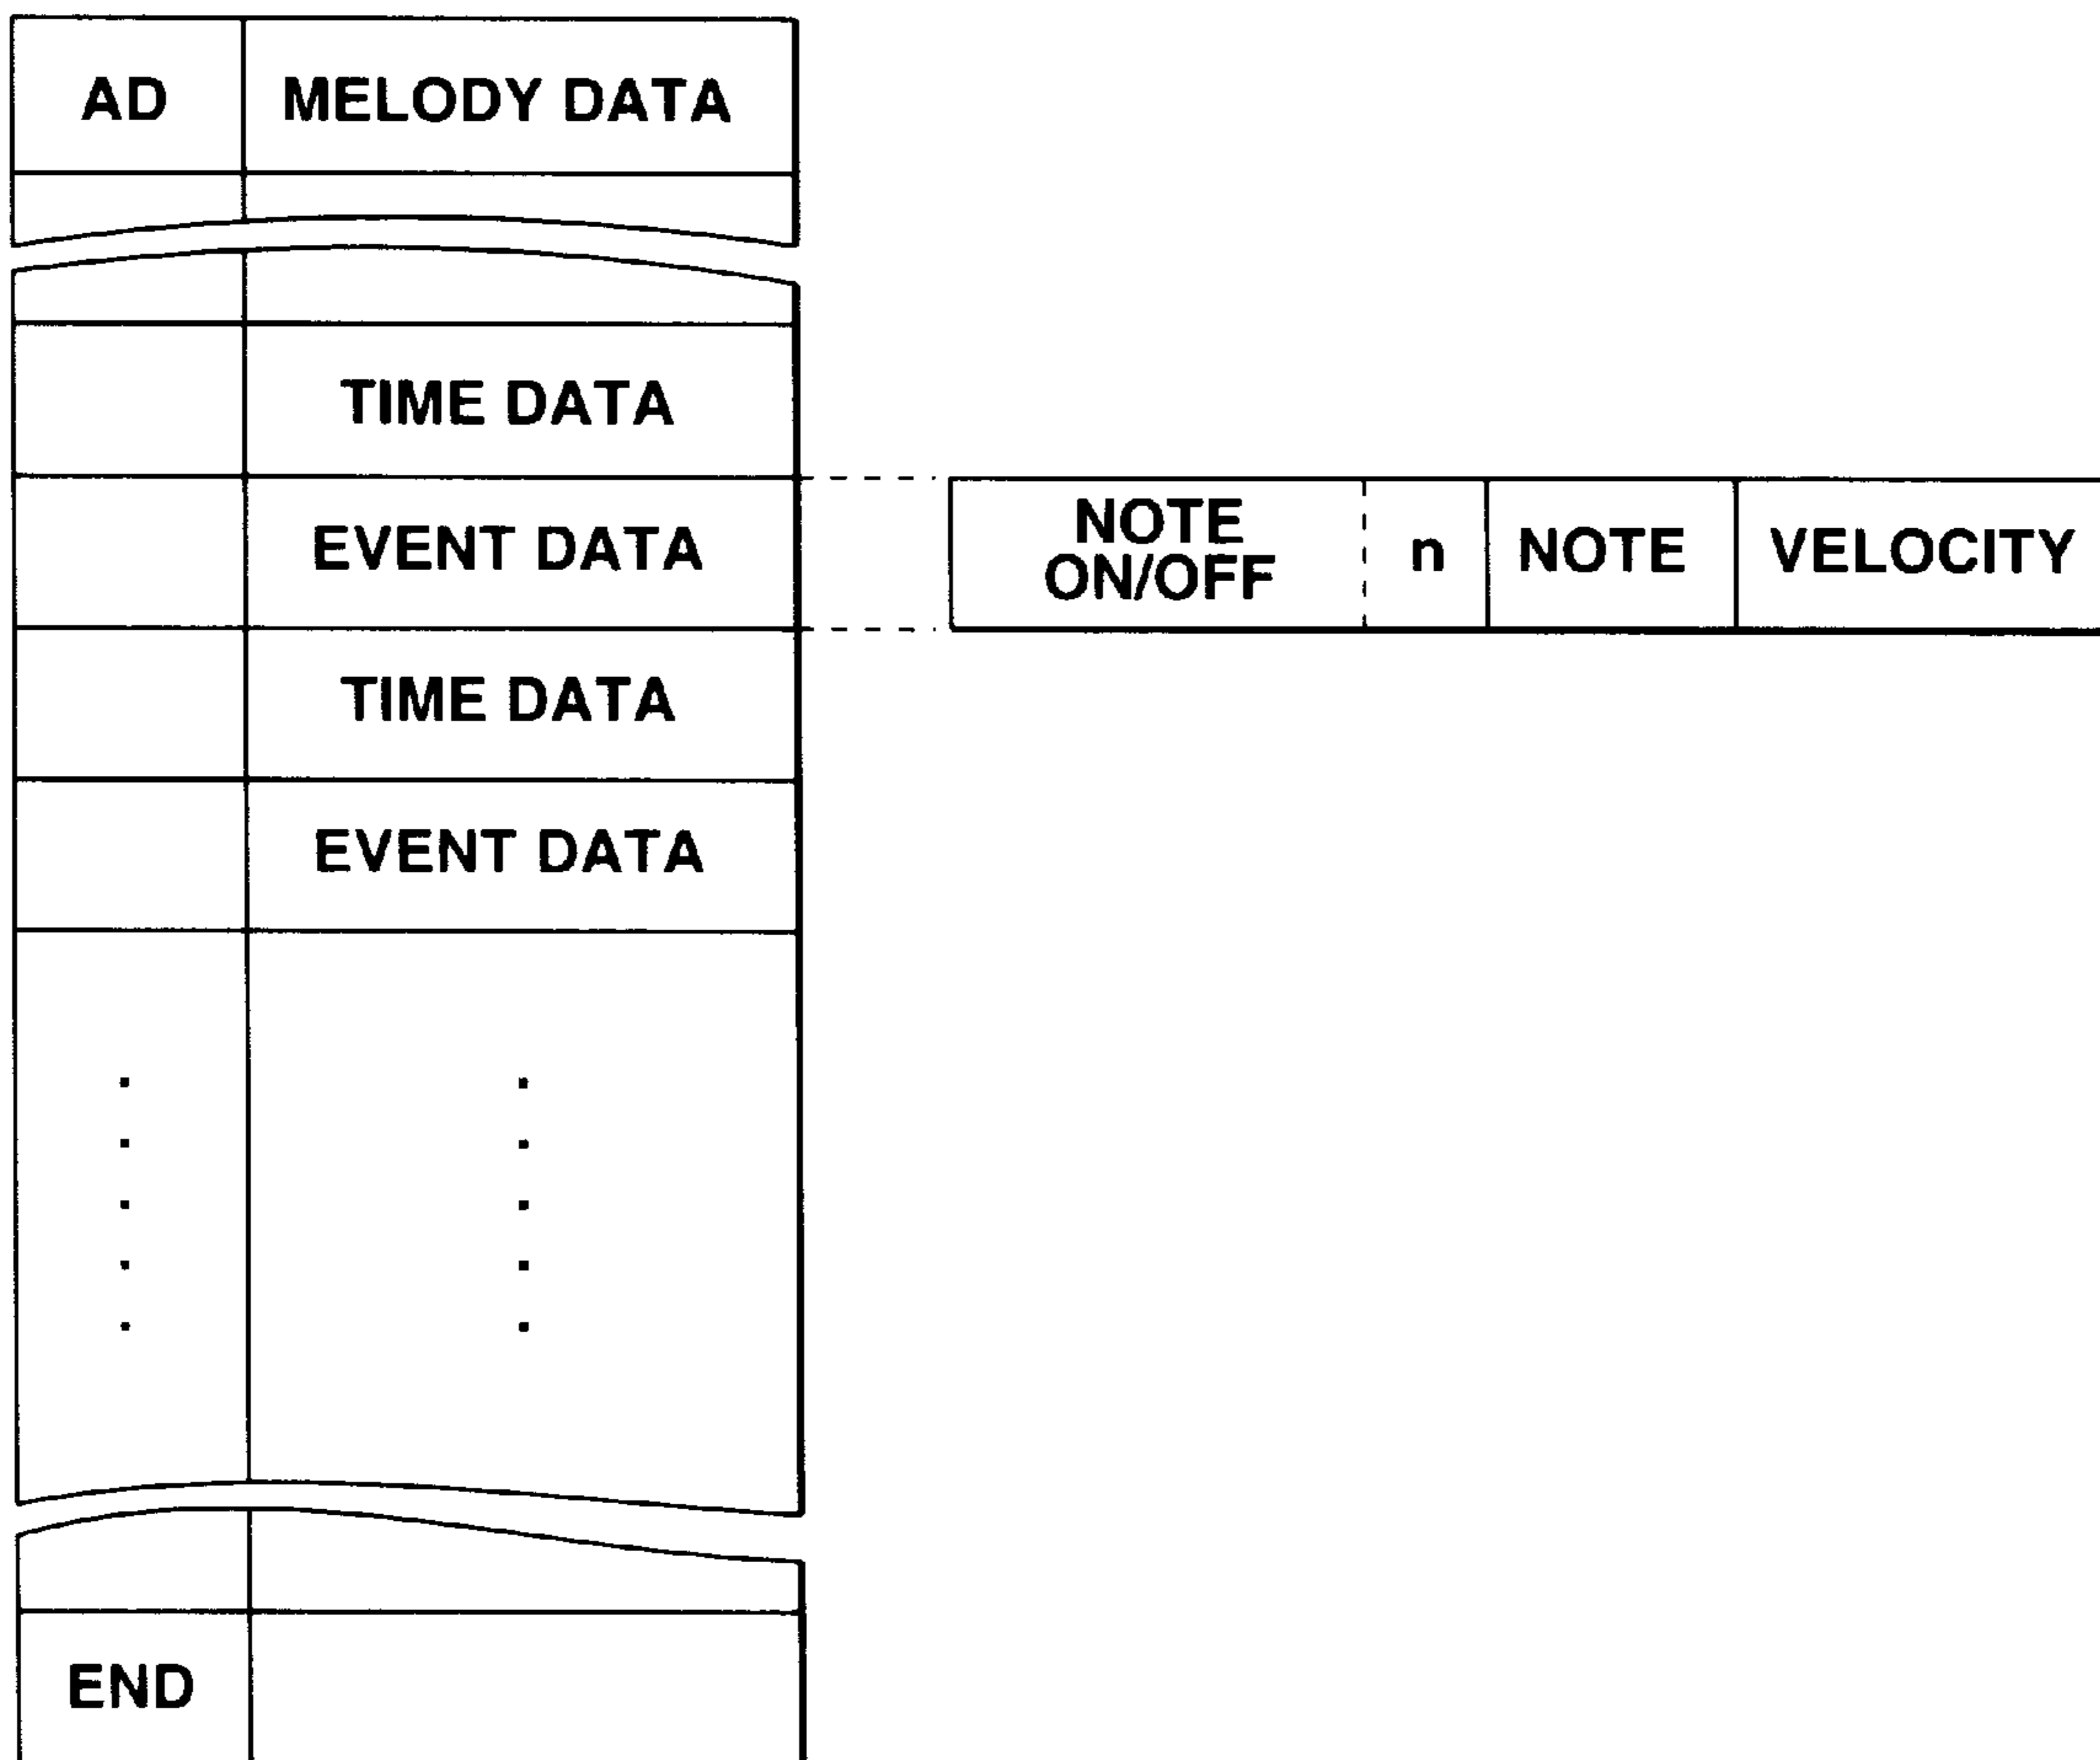 AD MELODY DATA
TIME DATA
EVENT DATA
NOTE
ON/OFF
n NOTE VELOCITY
TIME DATA
EVENT DATA
END